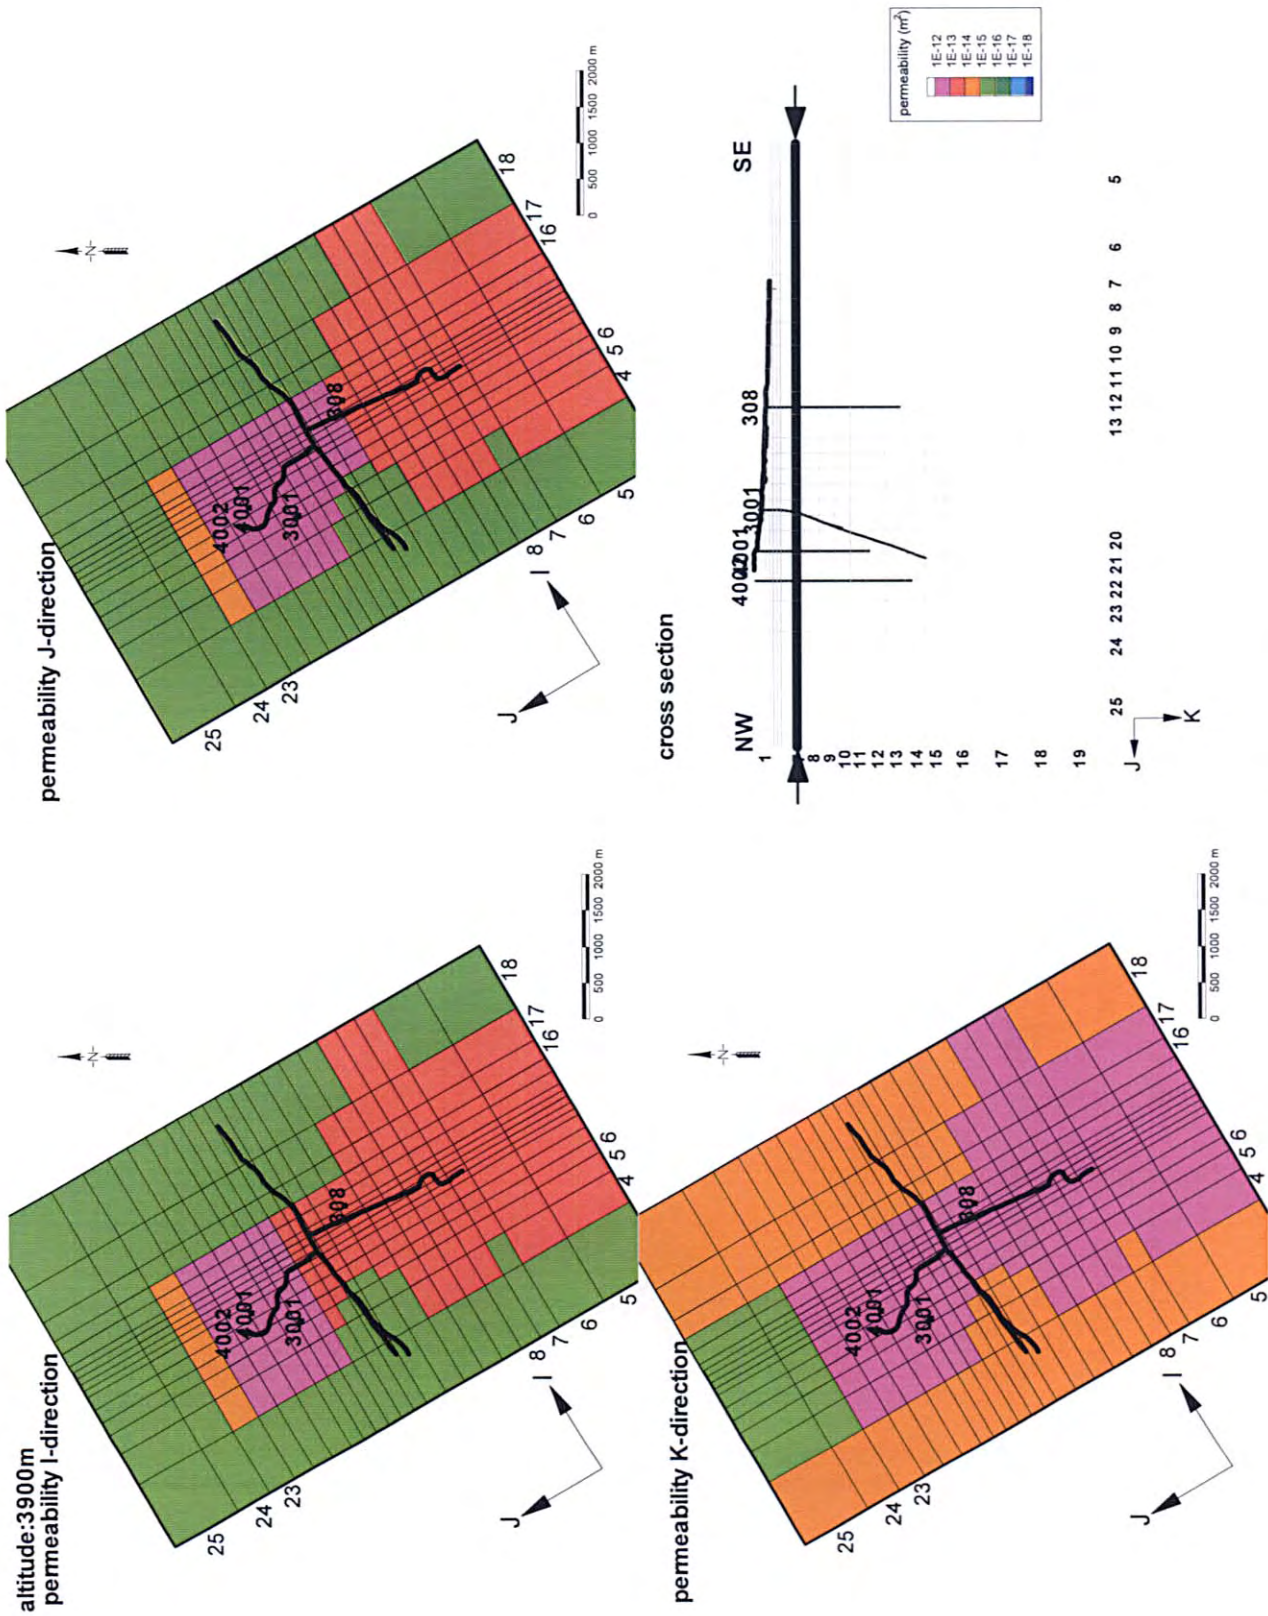 altitude:3900m
permeability I-direction
-N-
25
24
23
4002
4001
3001
308
18
17
16
6
5
4
8
7
6
5
I
J
0 500 1000 1500 2000 m
permeability J-direction
-N-
25
24
23
4002
4001
3001
308
18
17
16
6
5
4
8
7
6
5
I
J
0 500 1000 1500 2000 m
permeability K-direction
-N-
25
24
23
4002
4001
3001
308
18
17
16
6
5
4
8
7
6
5
I
J
0 500 1000 1500 2000 m
cross section
NW
SE
4002
4001
3001
308
1
8
9
10
11
12
13
14
15
16
17
18
19
25 24 23 22 21 20 13 12 11 10 9 8 7 6 5
J
K
permeability (m²)
1E-12
1E-13
1E-14
1E-15
1E-16
1E-17
1E-18